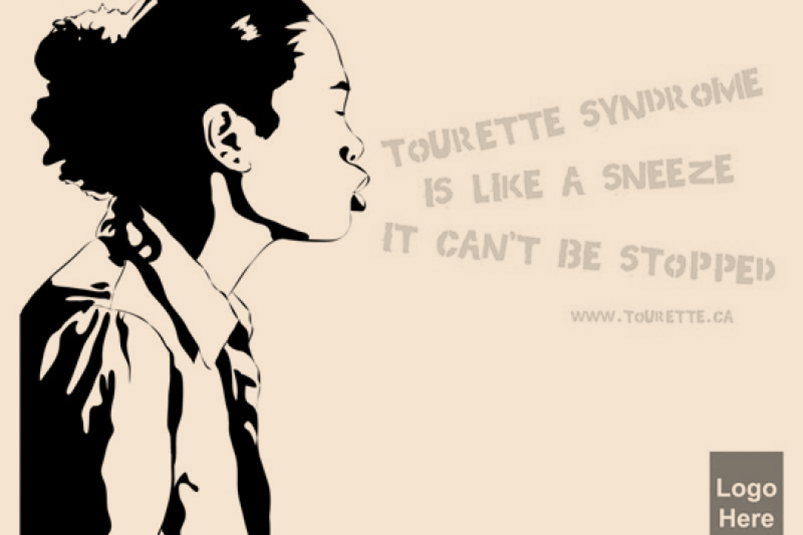 TOURETTE SYNDROME
IS LIKE A SNEEZE
IT CAN'T BE STOPPED
WWW.TOURETTE.CA
Logo
Here